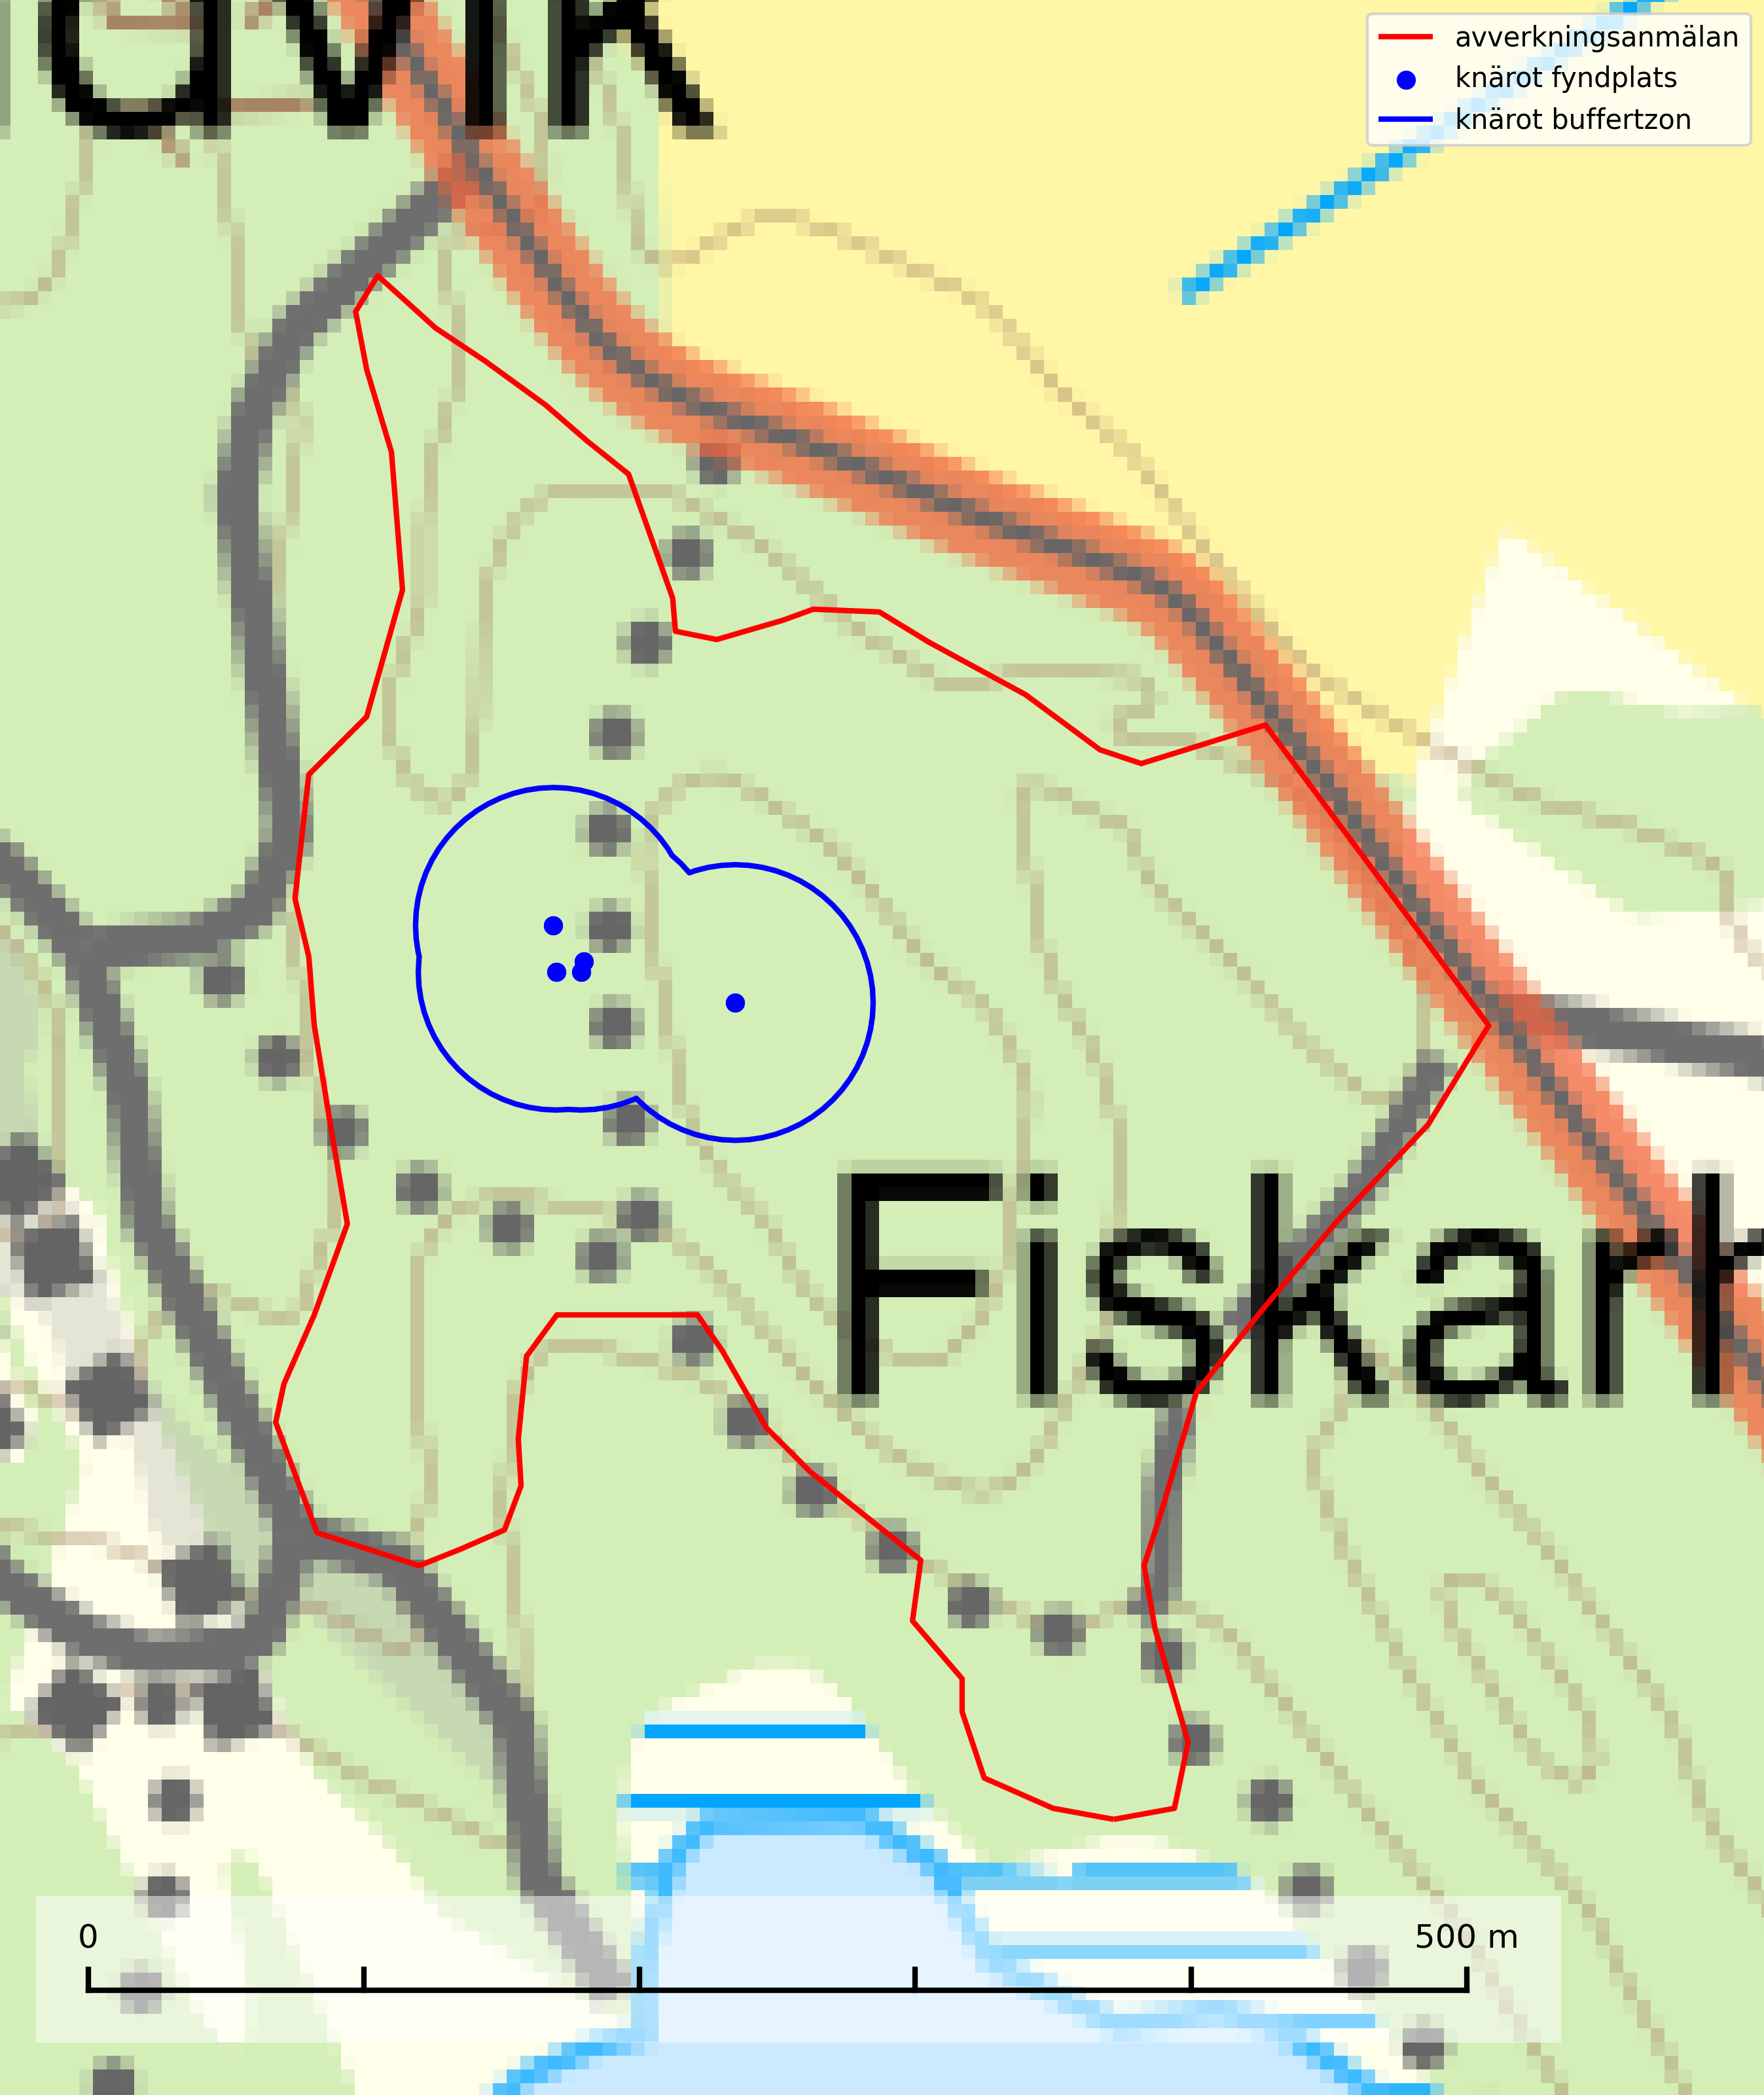 avverkningsanmälan
knärot fyndplats
knärot buffertzon
0
500 m